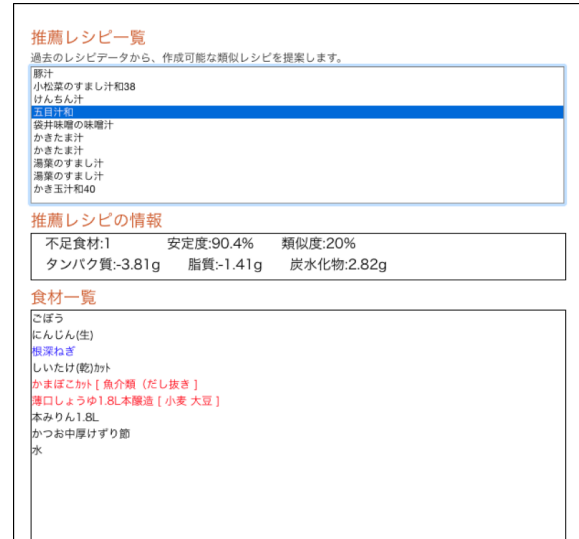 推薦レシピ一覧
過去のレシピデータから、作成可能な類似レシピを提案します。
豚汁
小松菜のすまし汁和38
けんちん汁
五目汁和
袋井味噌の味噌汁
かきたま汁
かきたま汁
湯葉のすまし汁
湯葉のすまし汁
かき玉汁和40
推薦レシピの情報
不足食材:1 安定度:90.4% 類似度:20%
タンパク質:-3.81g 脂質:-1.41g 炭水化物:2.82g
食材一覧
ごぼう
にんじん(生)
根深ねぎ
しいたけ(乾)カット
かまぼこカット [ 魚介類（だし抜き ]
薄口しょうゆ1.8L本醸造 [ 小麦 大豆 ]
本みりん1.8L
かつお中厚けずり節
水